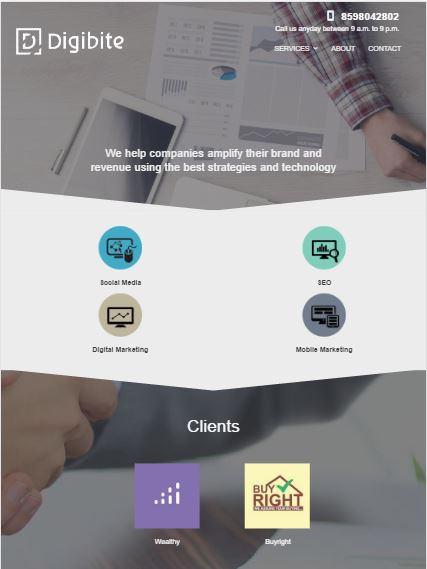 8598042802
Digibite
Call us anyday between 9 a.m. to 9 p.m.
SERVICES ABOUT CONTACT
We help companies amplify their brand and
revenue using the best strategies and technology
Social Media SEO
Digital Marketing Mobile Marketing
Clients
BUY
RIGHT
Wealthy Buyright